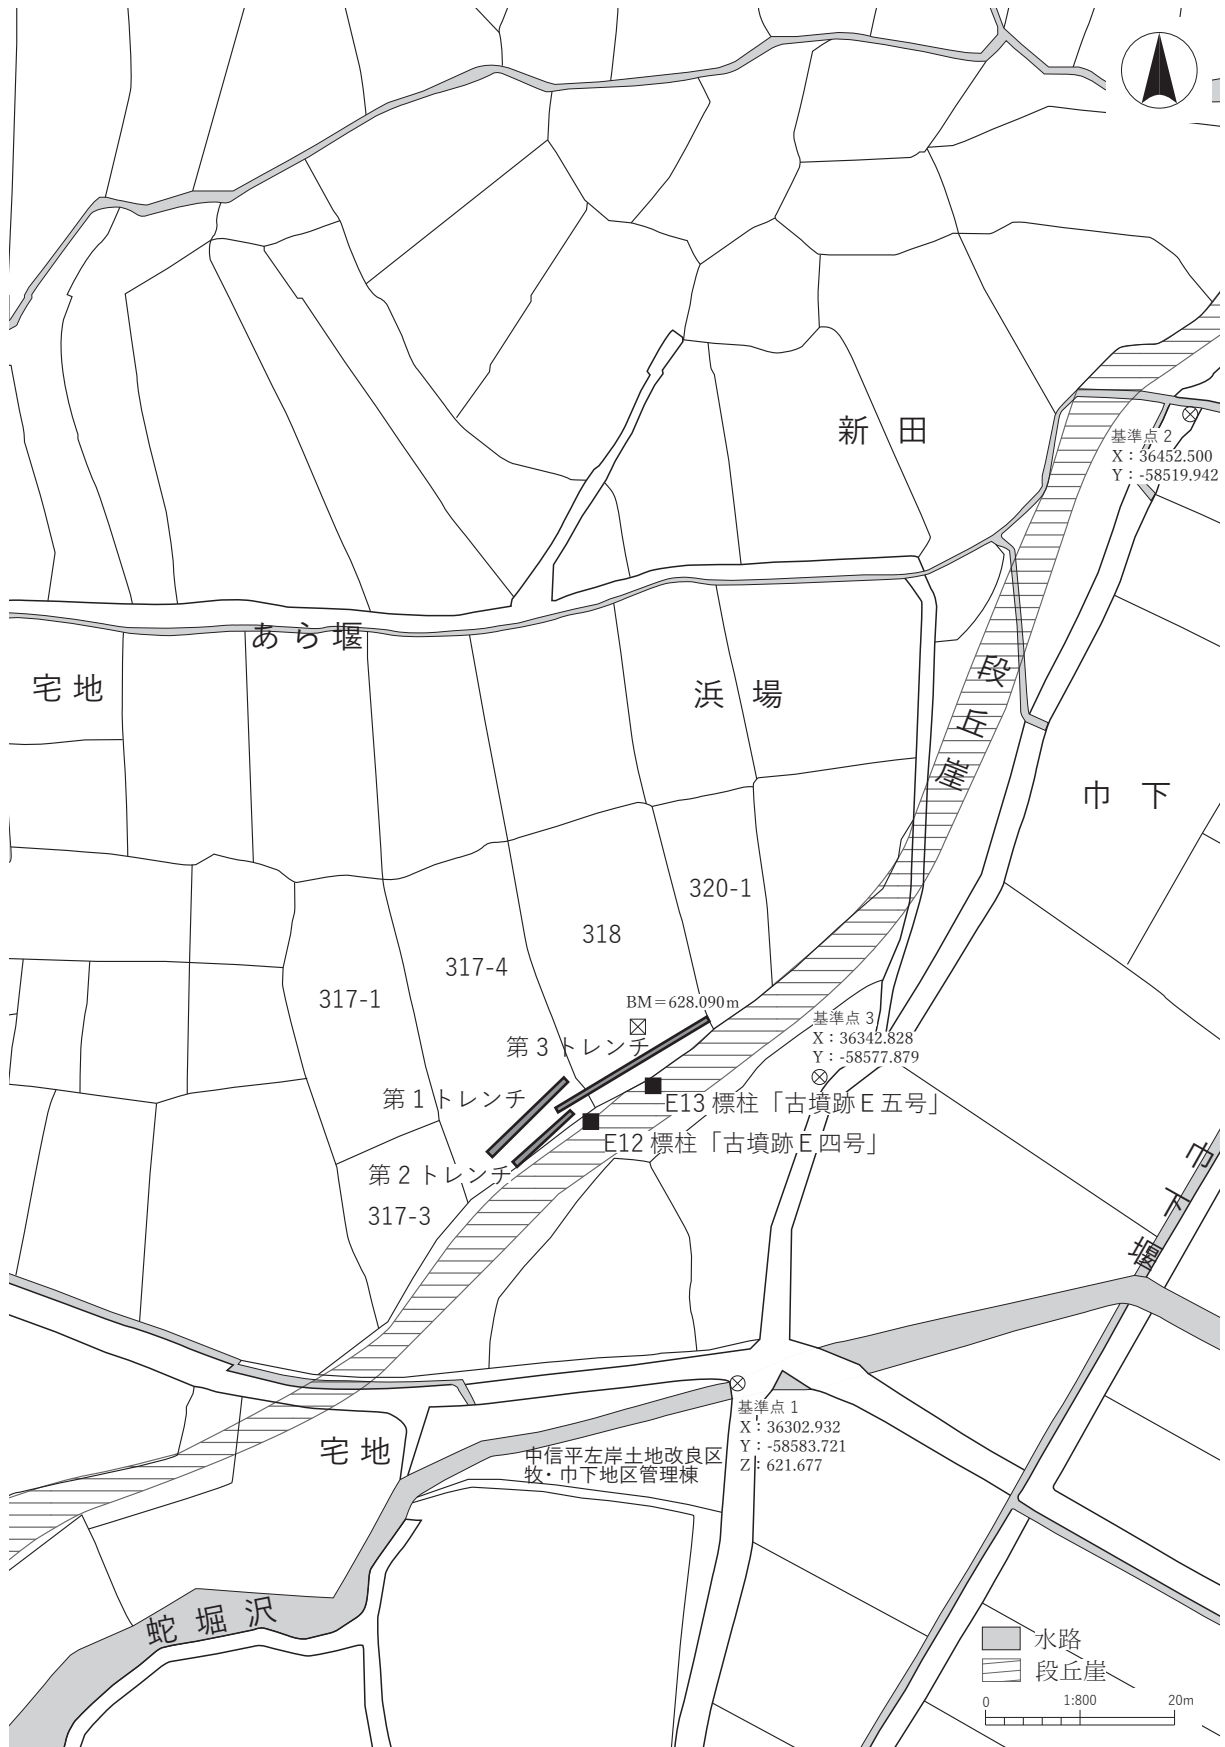 新田
基準点 2
X：36452.500
Y：-58519.942
あら堰
宅地
浜場
段丘崖
巾下
320-1
318
317-4
317-1
BM＝628.090m
基準点 3
X：36342.828
Y：-58577.879
第 3 トレンチ
第 1 トレンチ
E13 標柱「古墳跡E五号」
E12 標柱「古墳跡E四号」
第 2 トレンチ
317-3
巾下堰
基準点 1
X：36302.932
Y：-58583.721
Z：621.677
宅地
中信平左岸土地改良区
牧・巾下地区管理棟
蛇堀沢
水路
段丘崖
0 1:800 20m